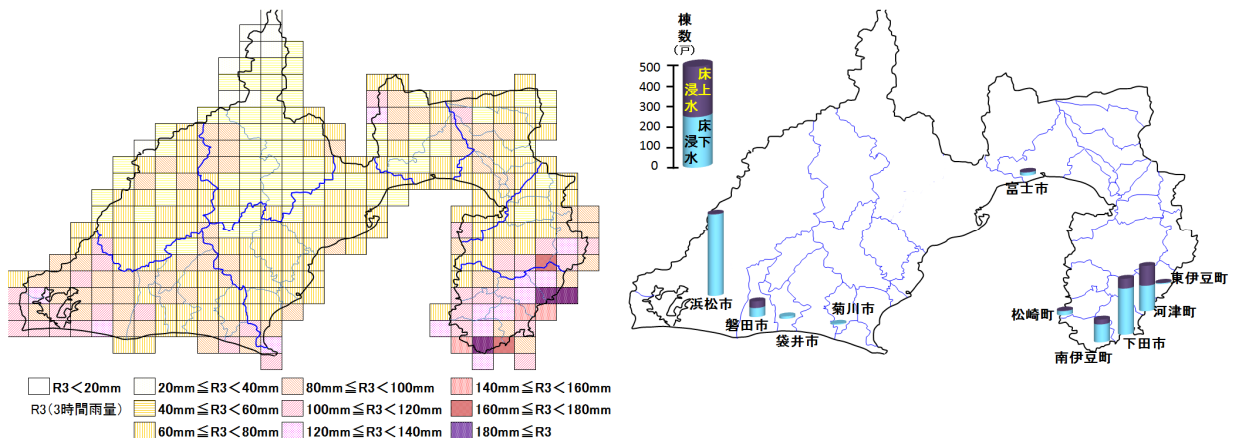 R3<20mm
20mm≦R3<40mm
80mm≦R3<100mm
140mm≦R3<160mm
R3(3時間雨量)
40mm≦R3<60mm
100mm≦R3<120mm
160mm≦R3<180mm
60mm≦R3<80mm
120mm≦R3<140mm
180mm≦R3
棟数
(戸)
500
400
300
200
100
0
床上
浸水
床下
浸水
富士市
浜松市
磐田市
袋井市
菊川市
東伊豆町
河津町
松崎町
下田市
南伊豆町